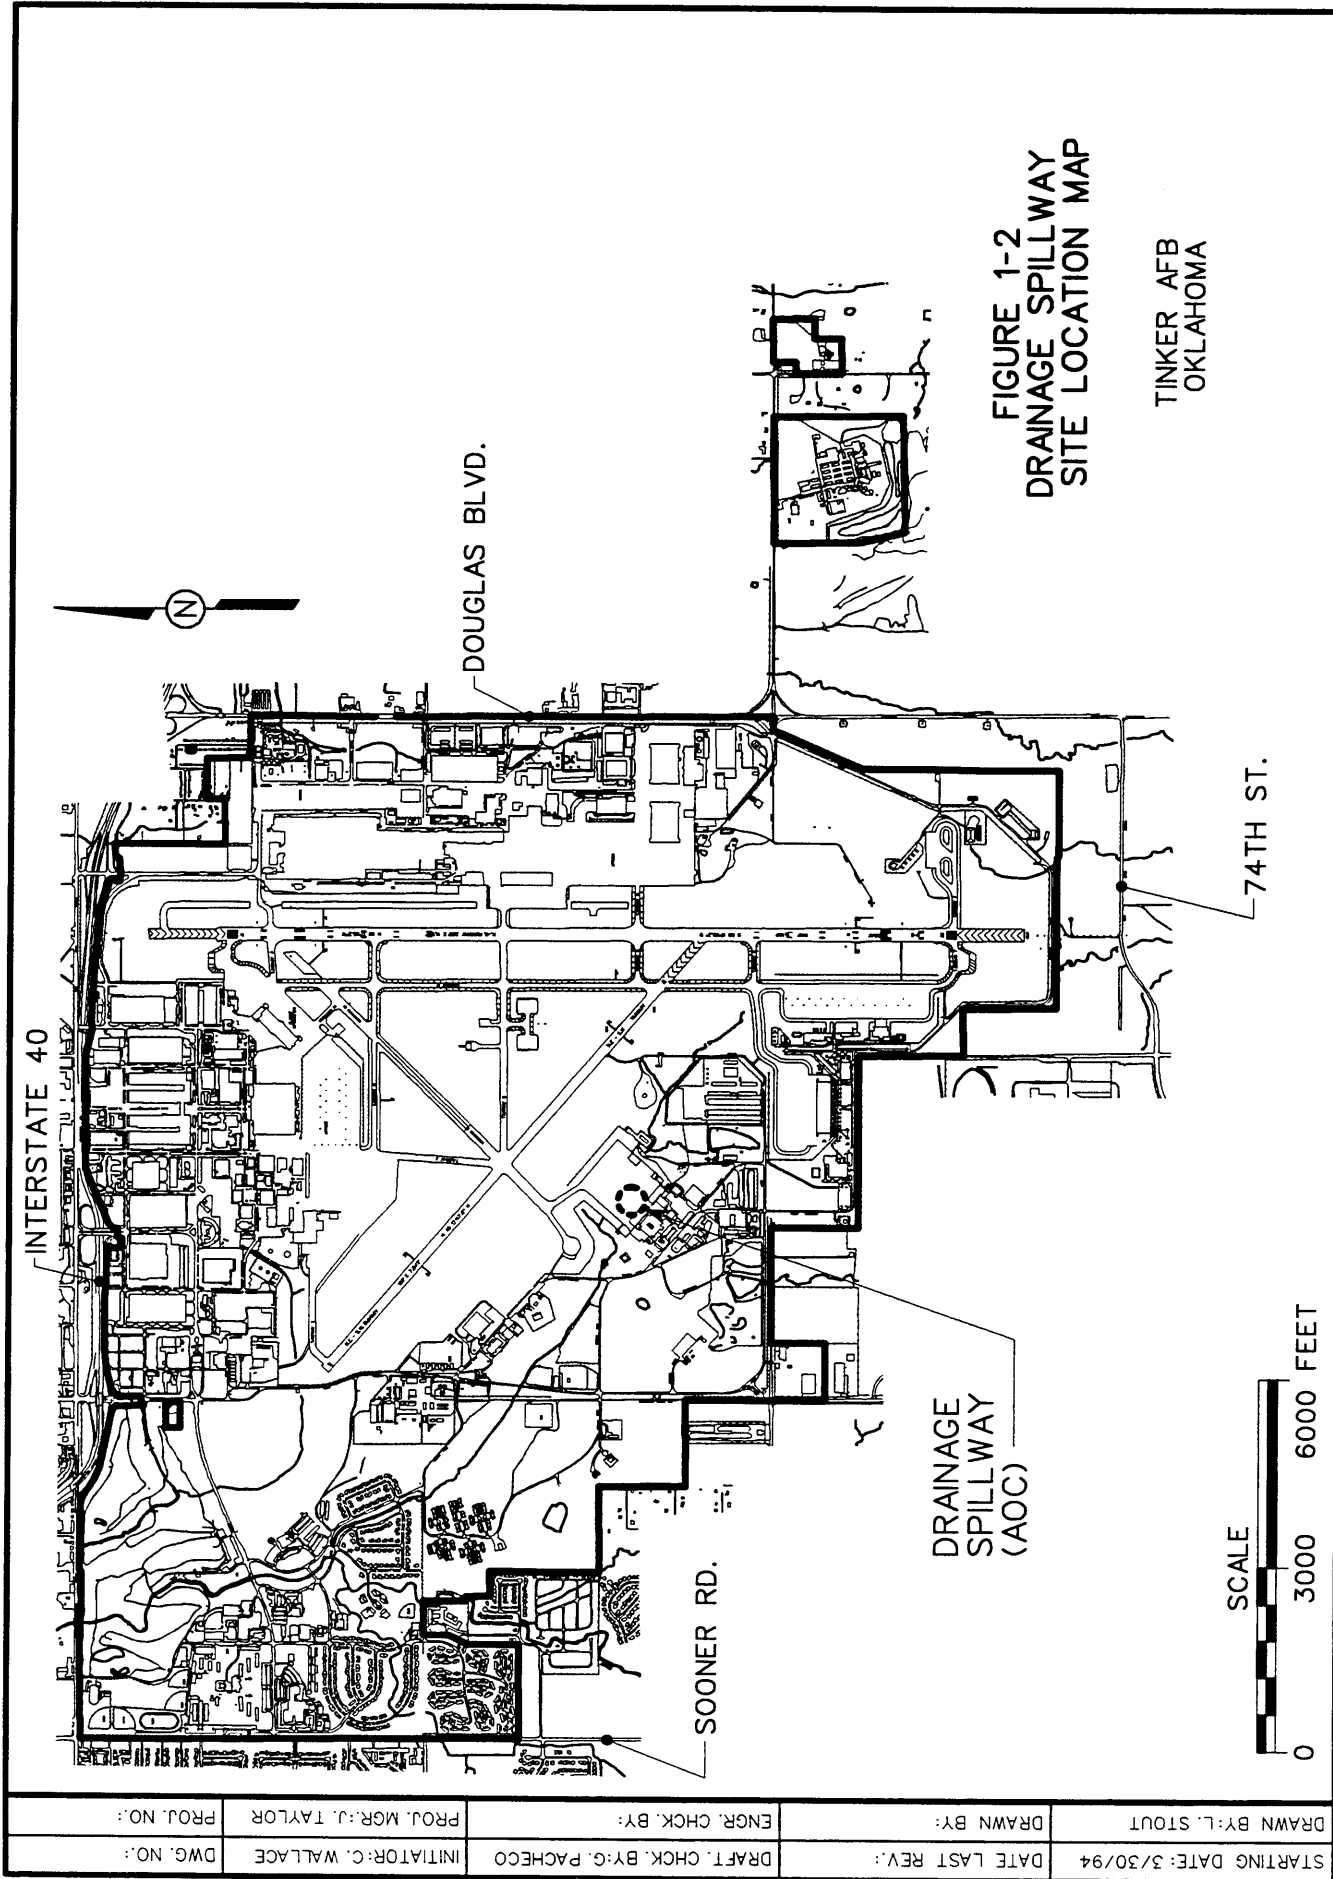 INTERSTATE 40
N
DOUGLAS BLVD.
SOONER RD.
DRAINAGE
SPILLWAY
(AOC)
74TH ST.
SCALE
0 3000 6000 FEET
FIGURE 1-2
DRAINAGE SPILLWAY
SITE LOCATION MAP
TINKER AFB
OKLAHOMA
STARTING DATE: 3/30/94
DATE LAST REV.:
DRAFT. CHCK. BY: G. PACHECO
INITIATOR: C. WALLACE
DWG. NO.:
DRAWN BY: L. STOUT
DRAWN BY:
ENGR. CHCK. BY:
PROJ. MGR.: J. TAYLOR
PROJ. NO.: